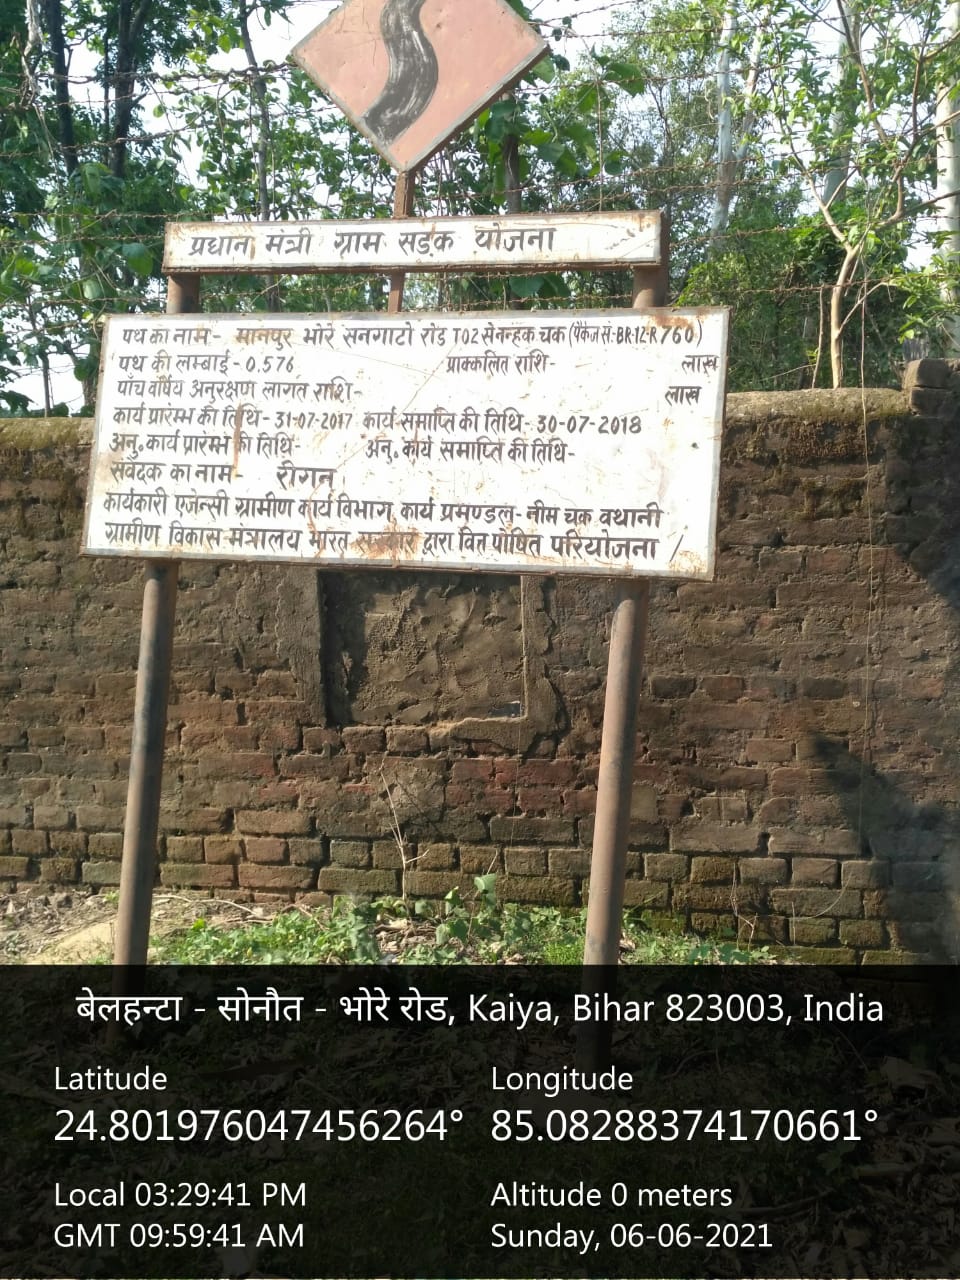 प्रधान मंत्री ग्राम सड़क योजना
पथ का नाम- मानपुर भोरे सनगाटो रोड T02 से नन्हक चक (पैकेज सं.-BR-12-R 760)
पथ की लम्बाई - 0.576 प्राक्कलित राशि- लाख
पाँच वर्षीय अनुरक्षण लागत राशि- लाख
कार्य प्रारम्भ की तिथि- 31-07-2017 कार्य समाप्ति की तिथि- 30-07-2018
अनु. कार्य प्रारम्भ की तिथि- अनु. कार्य समाप्ति की तिथि-
संवेदक का नाम- रीगन
कार्यकारी एजेन्सी ग्रामीण कार्य विभाग, कार्य प्रमण्डल- नीम चक वथानी
ग्रामीण विकास मंत्रालय भारत सरकार द्वारा वित पोषित परियोजना /
बेलहन्टा - सोनौत - भोरे रोड, Kaiya, Bihar 823003, India
Latitude Longitude
24.801976047456264° 85.08288374170661°
Local 03:29:41 PM Altitude 0 meters
GMT 09:59:41 AM Sunday, 06-06-2021